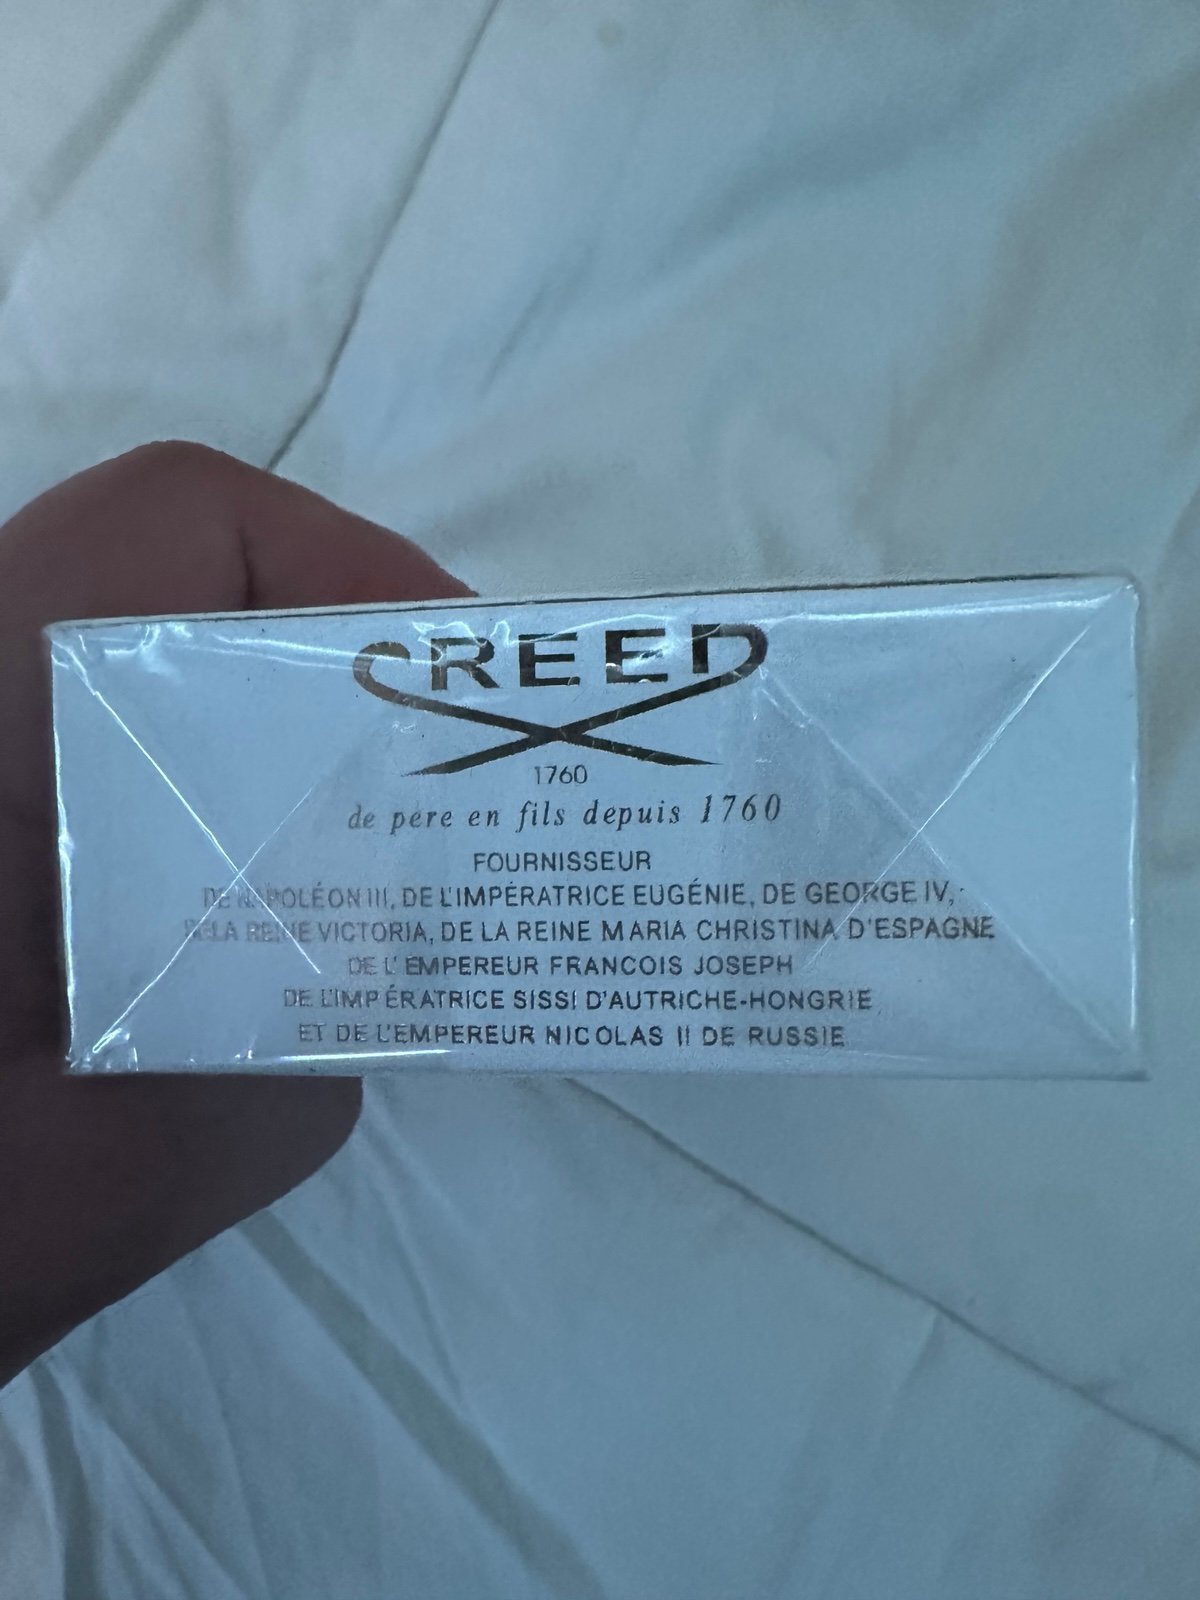 CREED
1760
de père en fils depuis 1760
FOURNISSEUR
DE NAPOLÉON III, DE L'IMPÉRATRICE EUGÉNIE, DE GEORGE IV,
DE LA REINE VICTORIA, DE LA REINE MARIA CHRISTINA D'ESPAGNE
DE L'EMPEREUR FRANCOIS JOSEPH
DE L'IMPÉRATRICE SISSI D'AUTRICHE-HONGRIE
ET DE L'EMPEREUR NICOLAS II DE RUSSIE